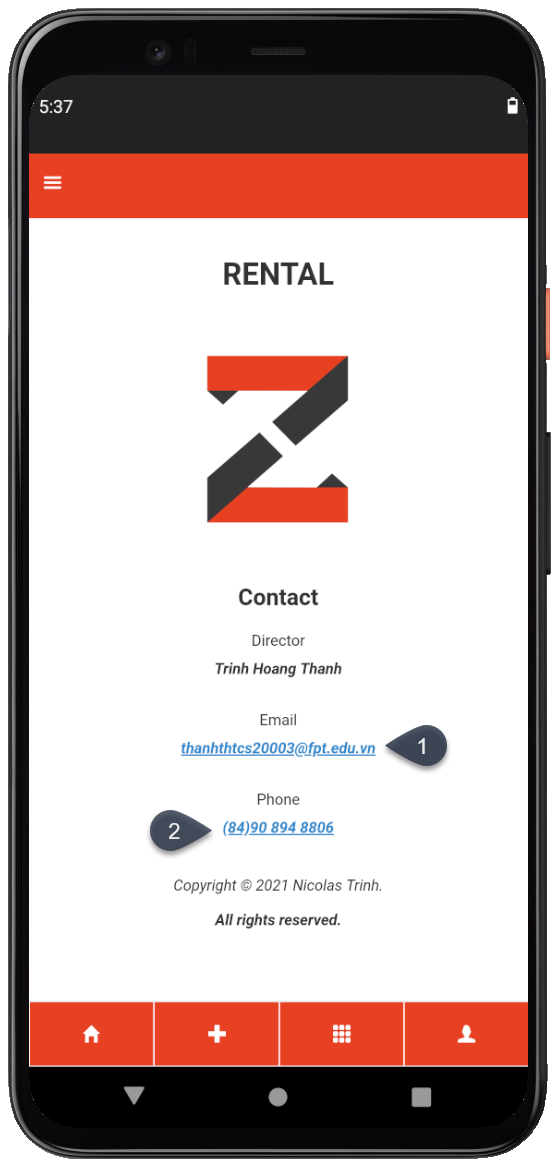 5:37
RENTAL
Contact
Director
Trinh Hoang Thanh
Email
thanhthtcs20003@fpt.edu.vn
1
Phone
2
(84)90 894 8806
Copyright © 2021 Nicolas Trinh.
All rights reserved.